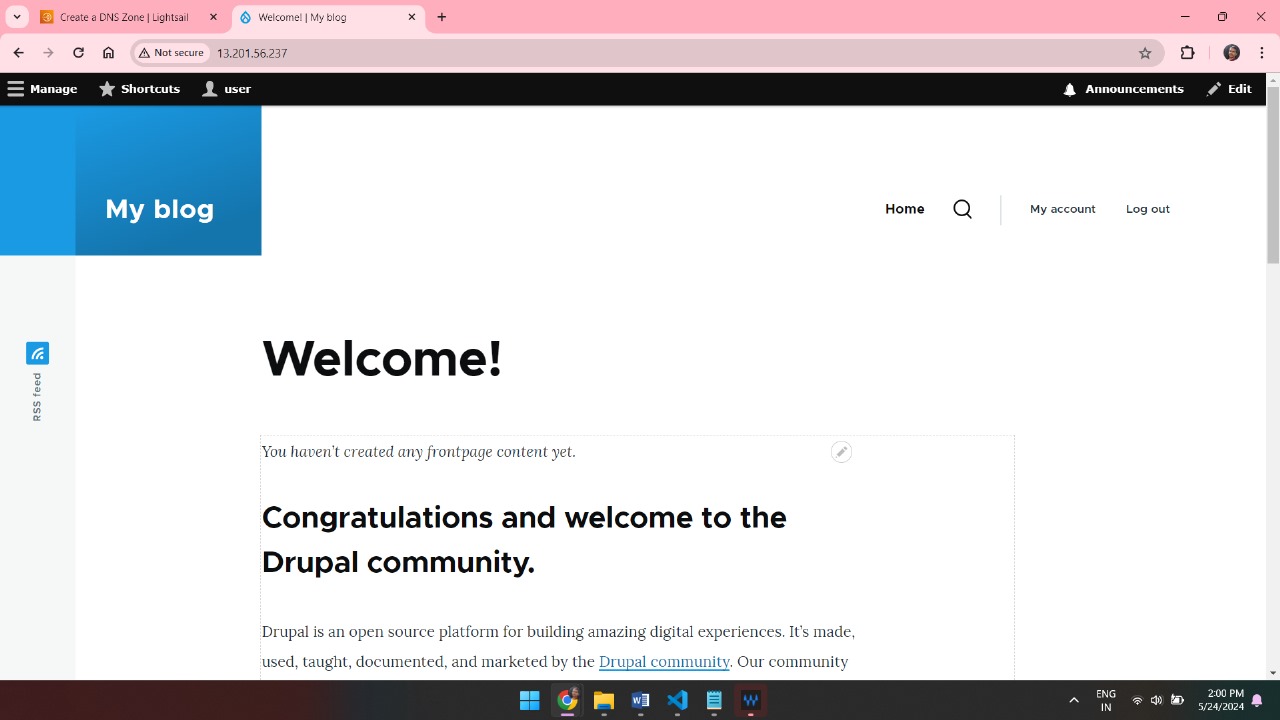 Create a DNS Zone | Lightsail
Welcome! | My blog
Not secure
13.201.56.237
Manage
Shortcuts
user
Announcements
Edit
My blog
Home
My account
Log out
RSS feed
Welcome!
You haven't created any frontpage content yet.
Congratulations and welcome to the
Drupal community.
Drupal is an open source platform for building amazing digital experiences. It's made,
used, taught, documented, and marketed by the Drupal community. Our community
ENG
IN
2:00 PM
5/24/2024